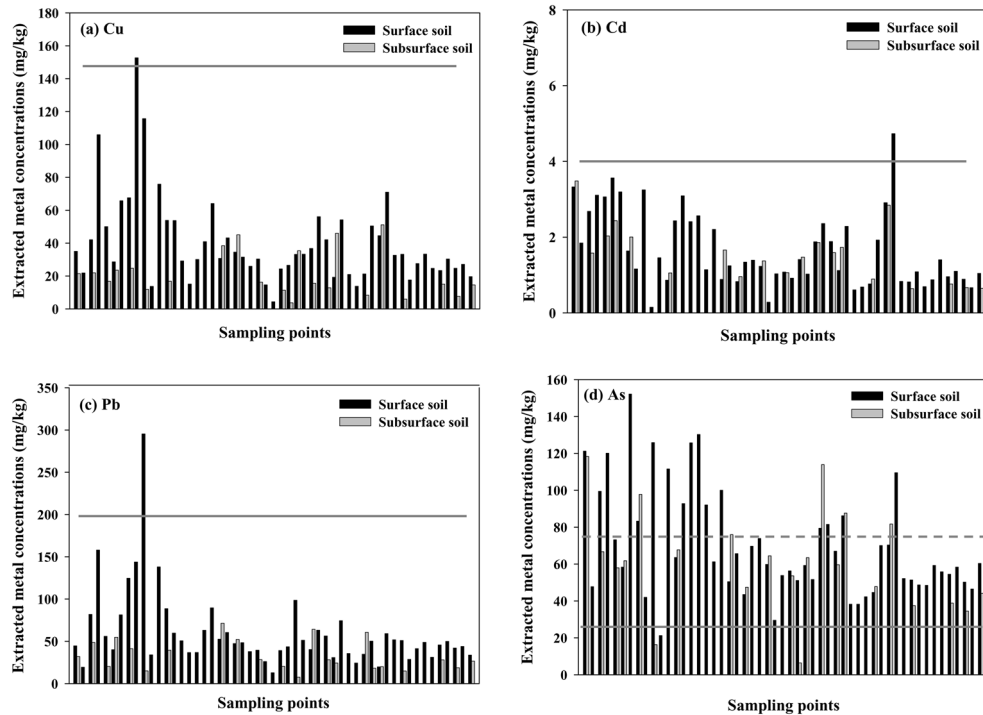 (a) Cu
Surface soil
Subsurface soil
Extracted metal concentrations (mg/kg)
180
160
140
120
100
80
60
40
20
0
Sampling points
(b) Cd
Surface soil
Subsurface soil
Extracted metal concentrations (mg/kg)
8
6
4
2
0
Sampling points
(c) Pb
Surface soil
Subsurface soil
Extracted metal concentrations (mg/kg)
350
300
250
200
150
100
50
0
Sampling points
(d) As
Surface soil
Subsurface soil
Extracted metal concentrations (mg/kg)
160
140
120
100
80
60
40
20
0
Sampling points